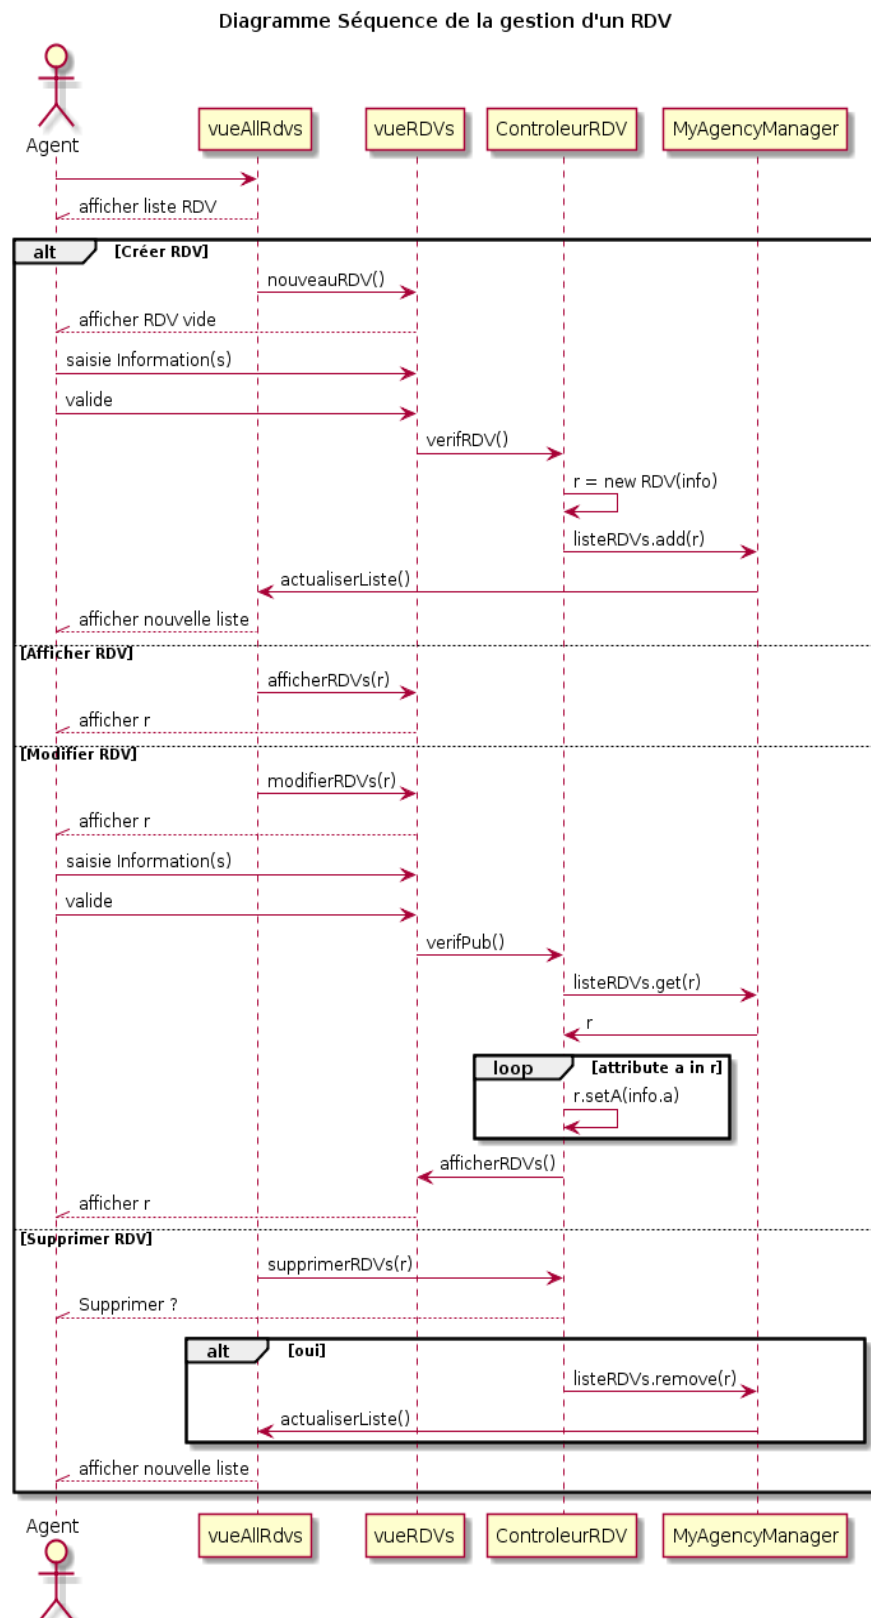 Diagramme Séquence de la gestion d'un RDV
Agent
vueAllRdvs
vueRDVs
ControleurRDV
MyAgencyManager
afficher liste RDV
alt
[Créer RDV]
nouveauRDV()
afficher RDV vide
saisie Information(s)
valide
verifRDV()
r = new RDV(info)
listeRDVs.add(r)
actualiserListe()
afficher nouvelle liste
[Afficher RDV]
afficherRDVs(r)
afficher r
[Modifier RDV]
modifierRDVs(r)
afficher r
saisie Information(s)
valide
verifPub()
listeRDVs.get(r)
r
loop
[attribute a in r]
r.setA(info.a)
afficherRDVs()
afficher r
[Supprimer RDV]
supprimerRDVs(r)
Supprimer ?
alt
[oui]
listeRDVs.remove(r)
actualiserListe()
afficher nouvelle liste
Agent
vueAllRdvs
vueRDVs
ControleurRDV
MyAgencyManager